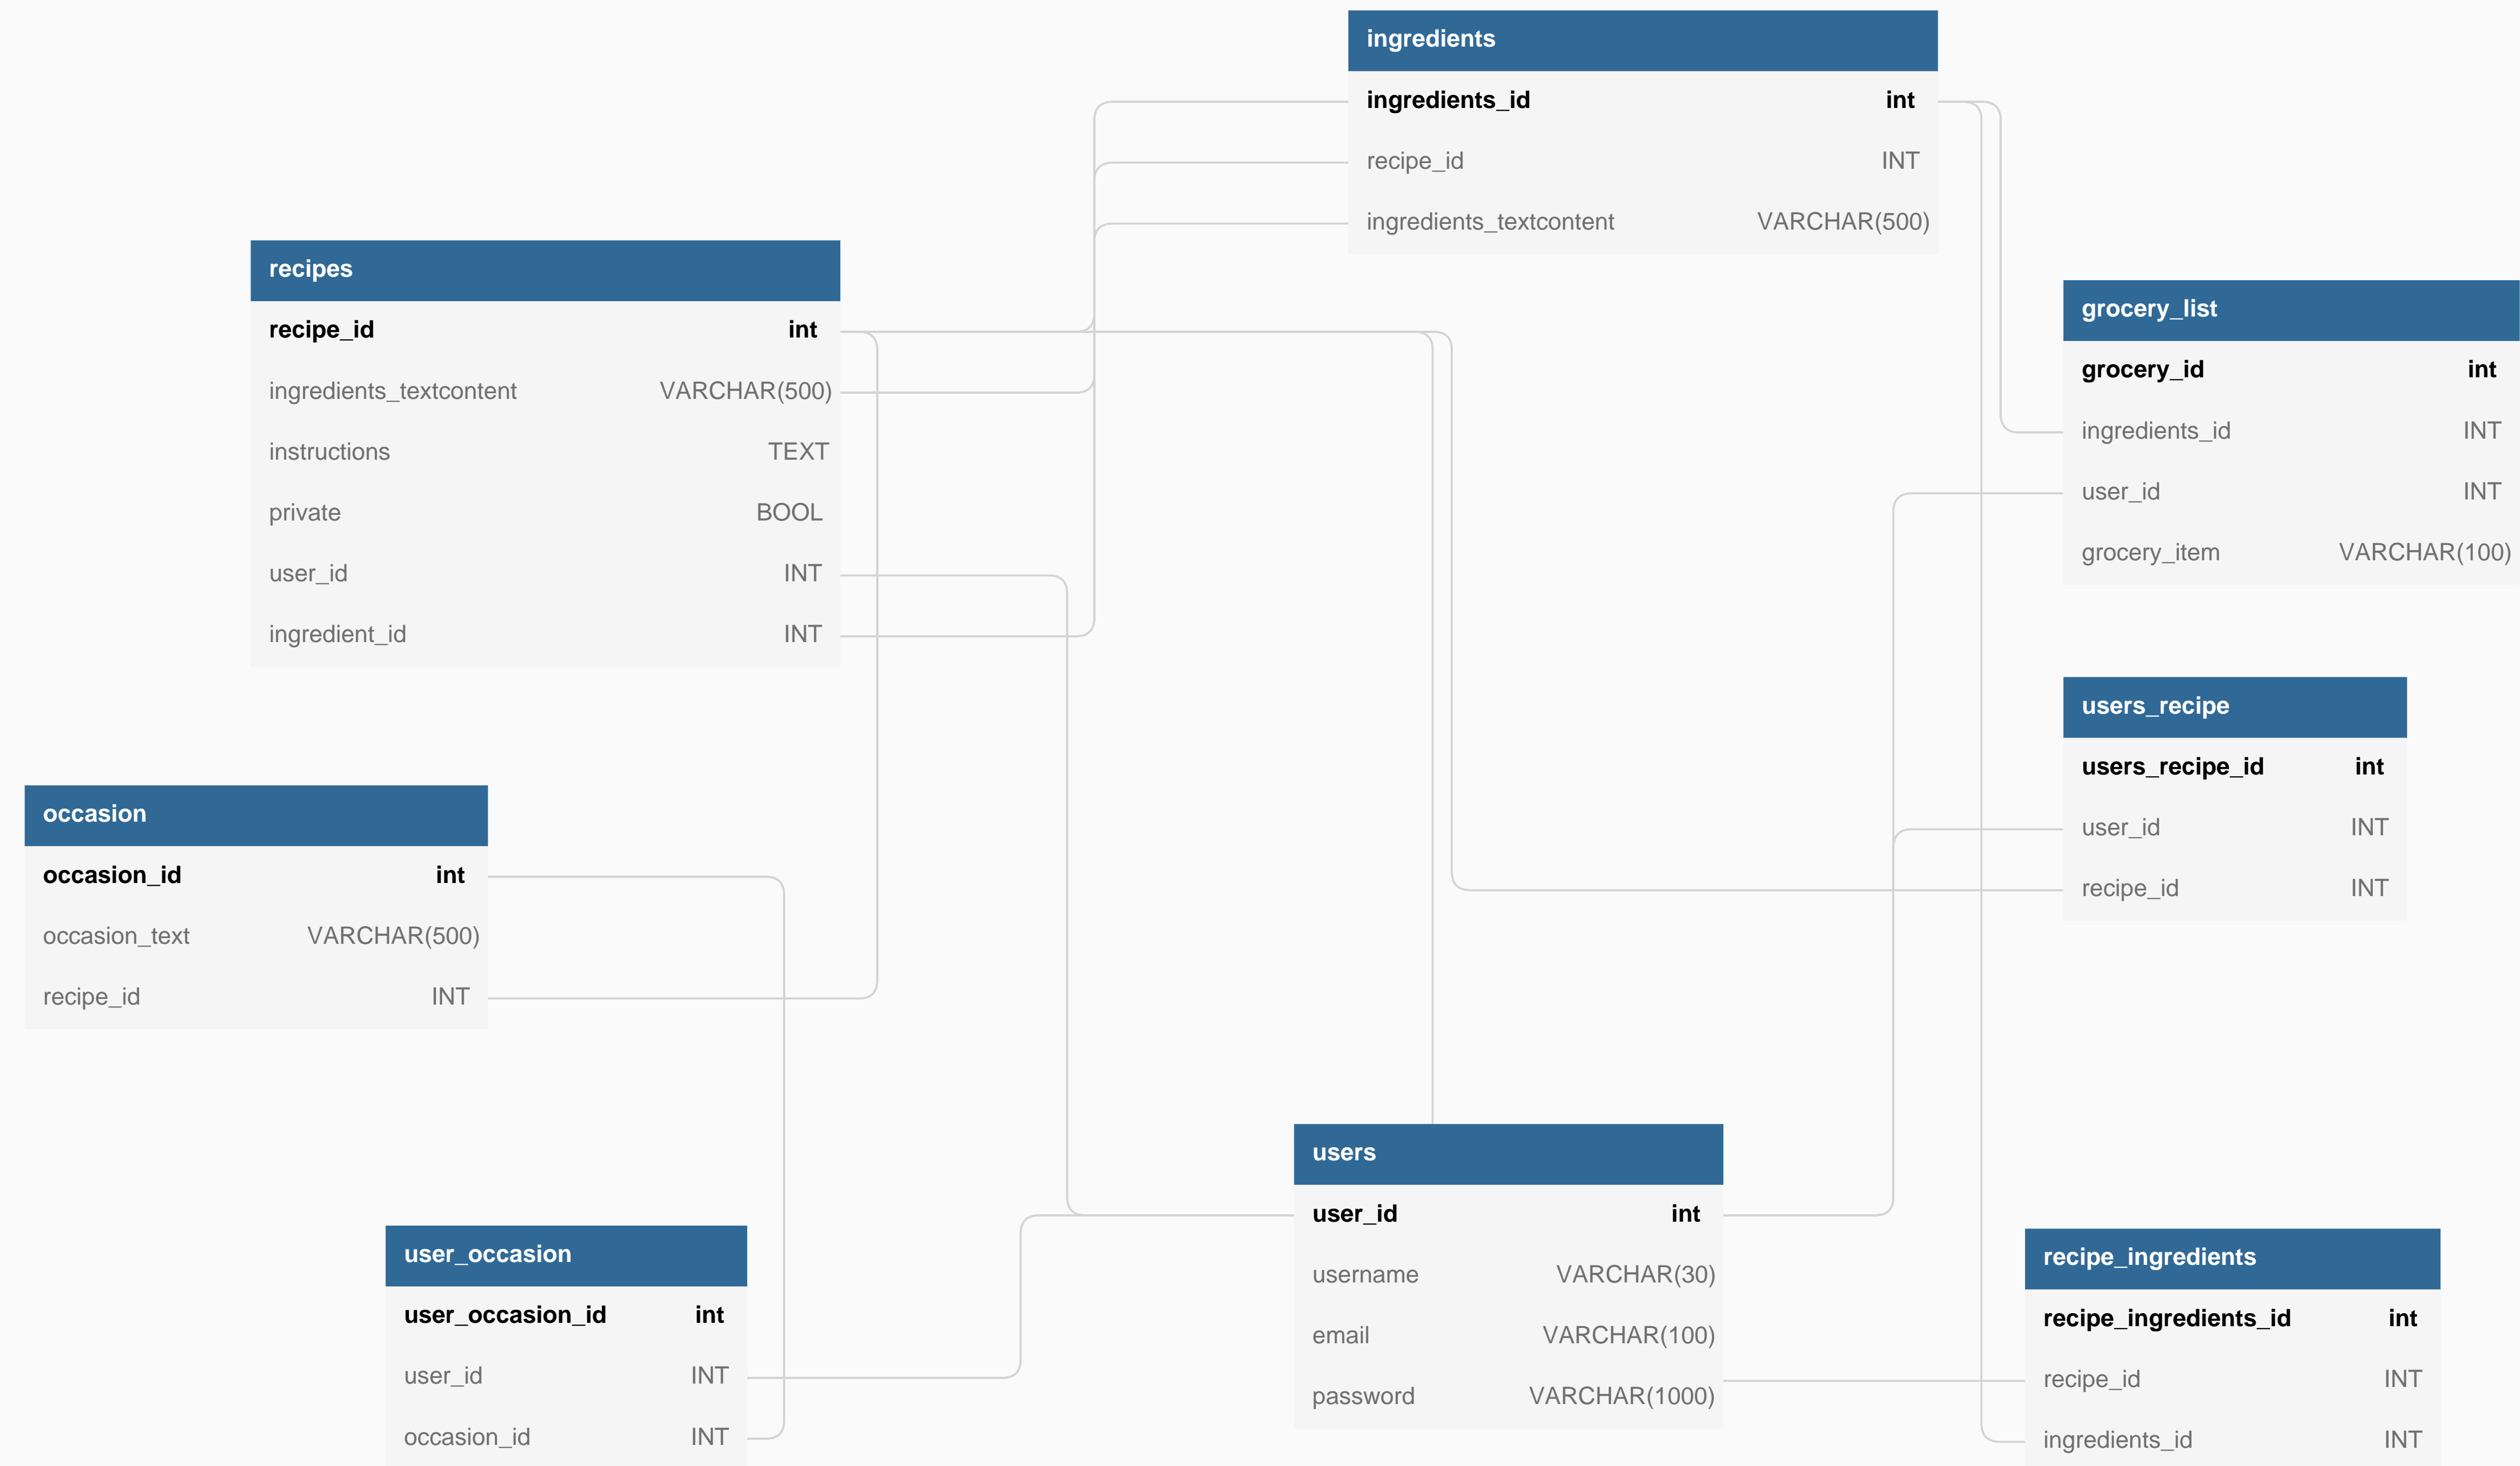 ingredients
ingredients_id int
recipe_id INT
ingredients_textcontent VARCHAR(500)
recipes
recipe_id int
ingredients_textcontent VARCHAR(500)
instructions TEXT
private BOOL
user_id INT
ingredient_id INT
grocery_list
grocery_id int
ingredients_id INT
user_id INT
grocery_item VARCHAR(100)
users_recipe
users_recipe_id int
user_id INT
recipe_id INT
occasion
occasion_id int
occasion_text VARCHAR(500)
recipe_id INT
users
user_id int
username VARCHAR(30)
email VARCHAR(100)
password VARCHAR(1000)
user_occasion
user_occasion_id int
user_id INT
occasion_id INT
recipe_ingredients
recipe_ingredients_id int
recipe_id INT
ingredients_id INT